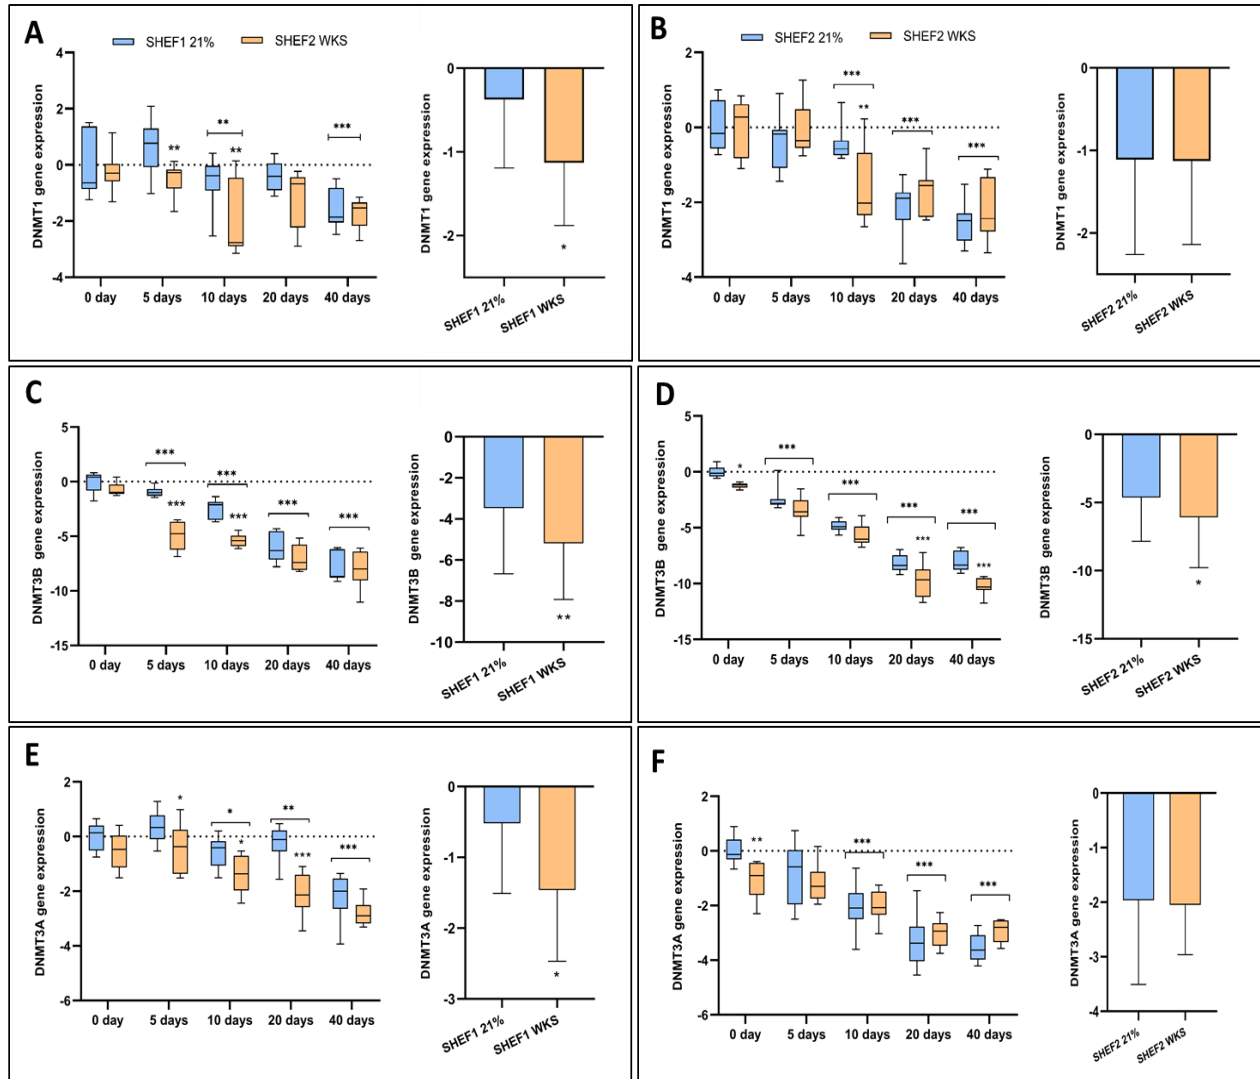 A
SHEF1 21% SHEF2 WKS
DNMT1 gene expression
4
2
0
-2
-4
** ** ** ***
0 day 5 days 10 days 20 days 40 days
DNMT1 gene expression
0
-1
-2
*
SHEF1 21% SHEF1 WKS
B
SHEF2 21% SHEF2 WKS
DNMT1 gene expression
2
0
-2
-4
*** ** *** ***
0 day 5 days 10 days 20 days 40 days
DNMT1 gene expression
0
-1
-2
SHEF2 21% SHEF2 WKS
C
DNMT3B gene expression
5
0
-5
-10
-15
*** *** *** *** *** ***
0 day 5 days 10 days 20 days 40 days
DNMT3B gene expression
0
-2
-4
-6
-8
-10
**
SHEF1 21% SHEF1 WKS
D
DNMT3B gene expression
5
0
-5
-10
-15
* *** *** *** *** *** ***
0 day 5 days 10 days 20 days 40 days
DNMT3B gene expression
0
-5
-10
-15
*
SHEF2 21% SHEF2 WKS
E
DNMT3A gene expression
2
0
-2
-4
-6
* * * ** *** ***
0 day 5 days 10 days 20 days 40 days
DNMT3A gene expression
0
-1
-2
-3
*
SHEF1 21% SHEF1 WKS
F
DNMT3A gene expression
2
0
-2
-4
-6
** *** *** ***
0 day 5 days 10 days 20 days 40 days
DNMT3A gene expression
0
-1
-2
-3
-4
SHEF2 21% SHEF2 WKS